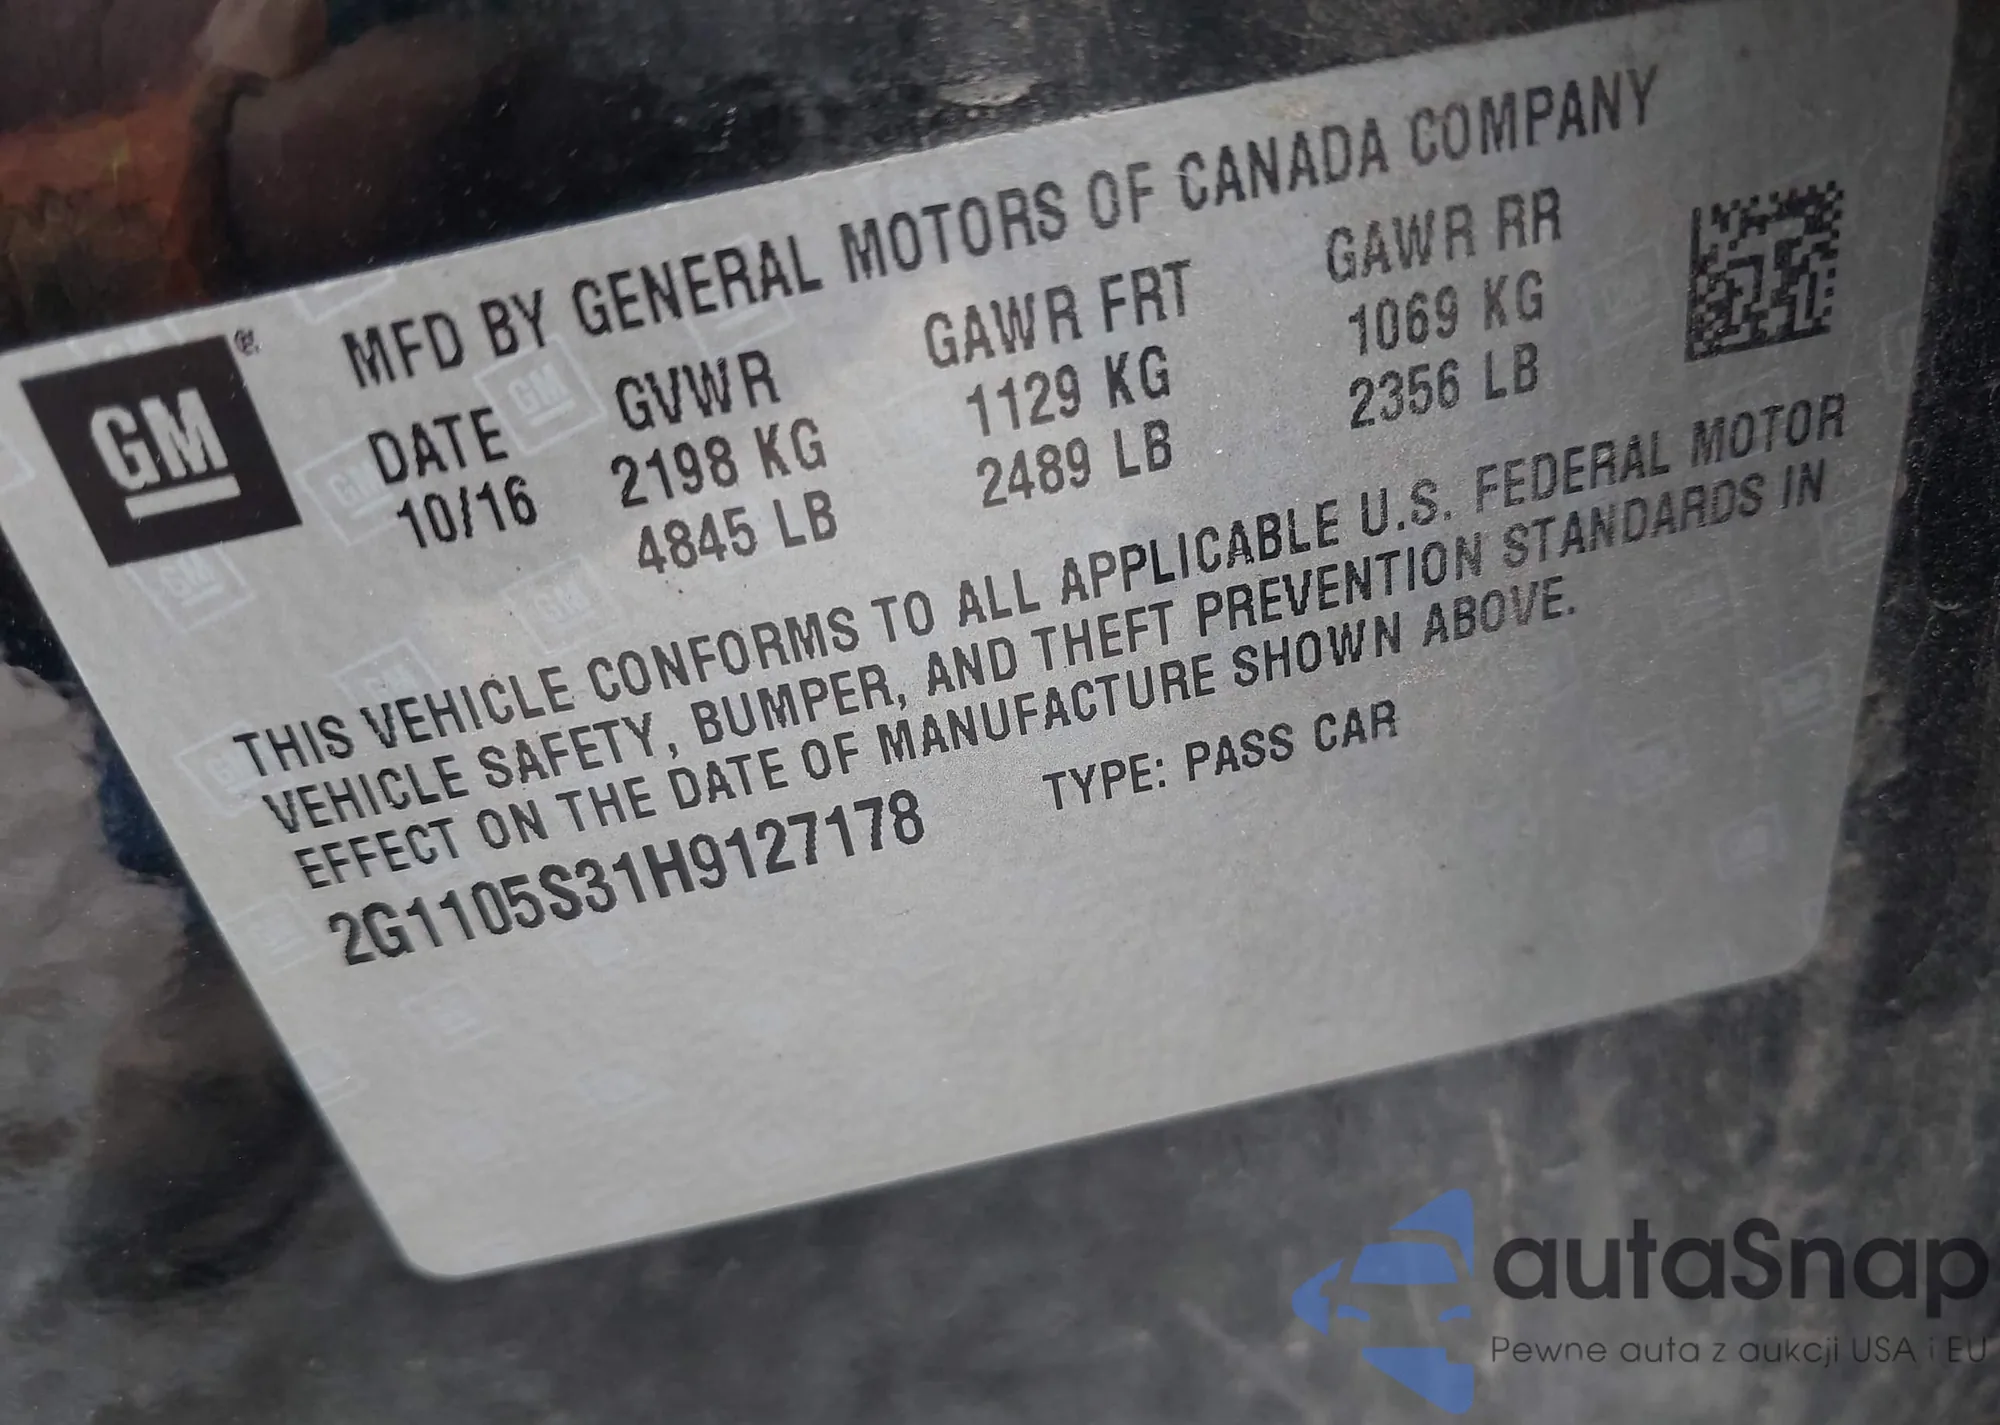 GM
MFD BY GENERAL MOTORS OF CANADA COMPANY
DATE GVWR GAWR FRT GAWR RR
10/16 2198 KG 1129 KG 1069 KG
4845 LB 2489 LB 2356 LB
THIS VEHICLE CONFORMS TO ALL APPLICABLE U.S. FEDERAL MOTOR
VEHICLE SAFETY, BUMPER, AND THEFT PREVENTION STANDARDS IN
EFFECT ON THE DATE OF MANUFACTURE SHOWN ABOVE.
2G1105S31H9127178 TYPE: PASS CAR
autaSnap
Pewne auta z aukcji USA i EU